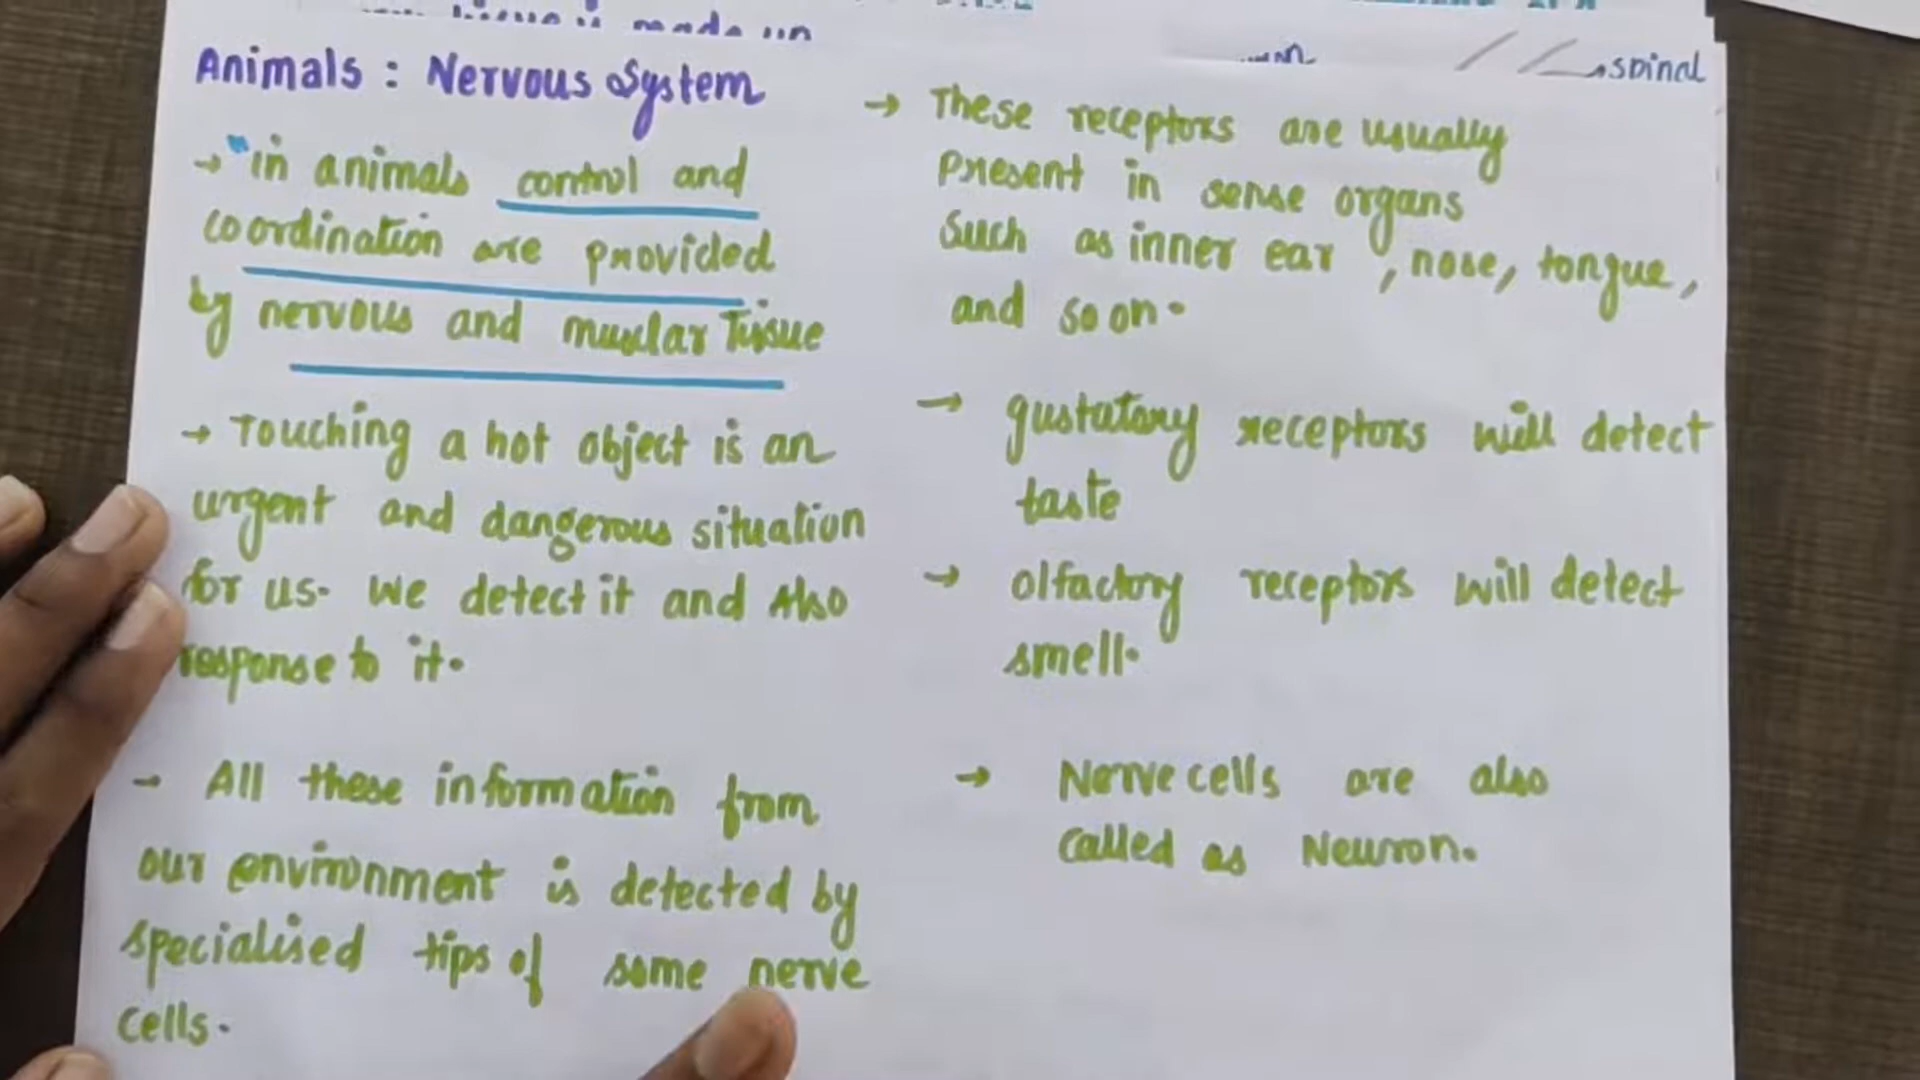 made un
spinal
Animals : Nervous System
→ in animals control and
coordination are provided
by nervous and muscular Tissue
→ Touching a hot object is an
urgent and dangerous situation
for us. we detect it and also
response to it.
→ All these information from
our environment is detected by
specialised tips of some nerve
cells.
→ These receptors are usually
present in sense organs
Such as inner ear, nose, tongue,
and so on.
→ gustatory receptors will detect
taste
→ olfactory receptors will detect
smell.
→ Nerve cells are also
called as Neuron.